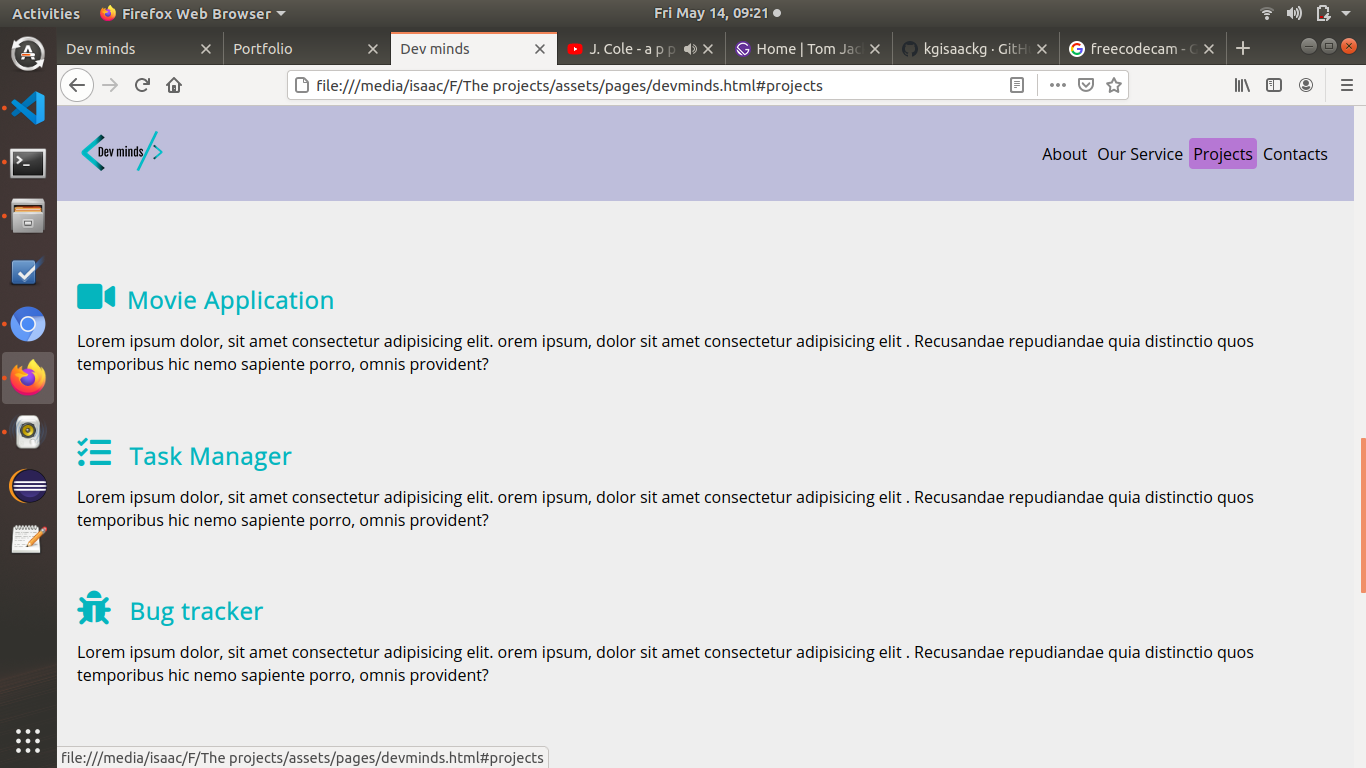 Activities Firefox Web Browser Fri May 14, 09:21
Dev minds Portfolio Dev minds J. Cole - a p p Home | Tom Jac kgisaackg · GitH freecodecam - G
file:///media/isaac/F/The projects/assets/pages/devminds.html#projects
Dev minds About Our Service Projects Contacts
Movie Application
Lorem ipsum dolor, sit amet consectetur adipisicing elit. orem ipsum, dolor sit amet consectetur adipisicing elit . Recusandae repudiandae quia distinctio quos
temporibus hic nemo sapiente porro, omnis provident?
Task Manager
Lorem ipsum dolor, sit amet consectetur adipisicing elit. orem ipsum, dolor sit amet consectetur adipisicing elit . Recusandae repudiandae quia distinctio quos
temporibus hic nemo sapiente porro, omnis provident?
Bug tracker
Lorem ipsum dolor, sit amet consectetur adipisicing elit. orem ipsum, dolor sit amet consectetur adipisicing elit . Recusandae repudiandae quia distinctio quos
temporibus hic nemo sapiente porro, omnis provident?
file:///media/isaac/F/The projects/assets/pages/devminds.html#projects